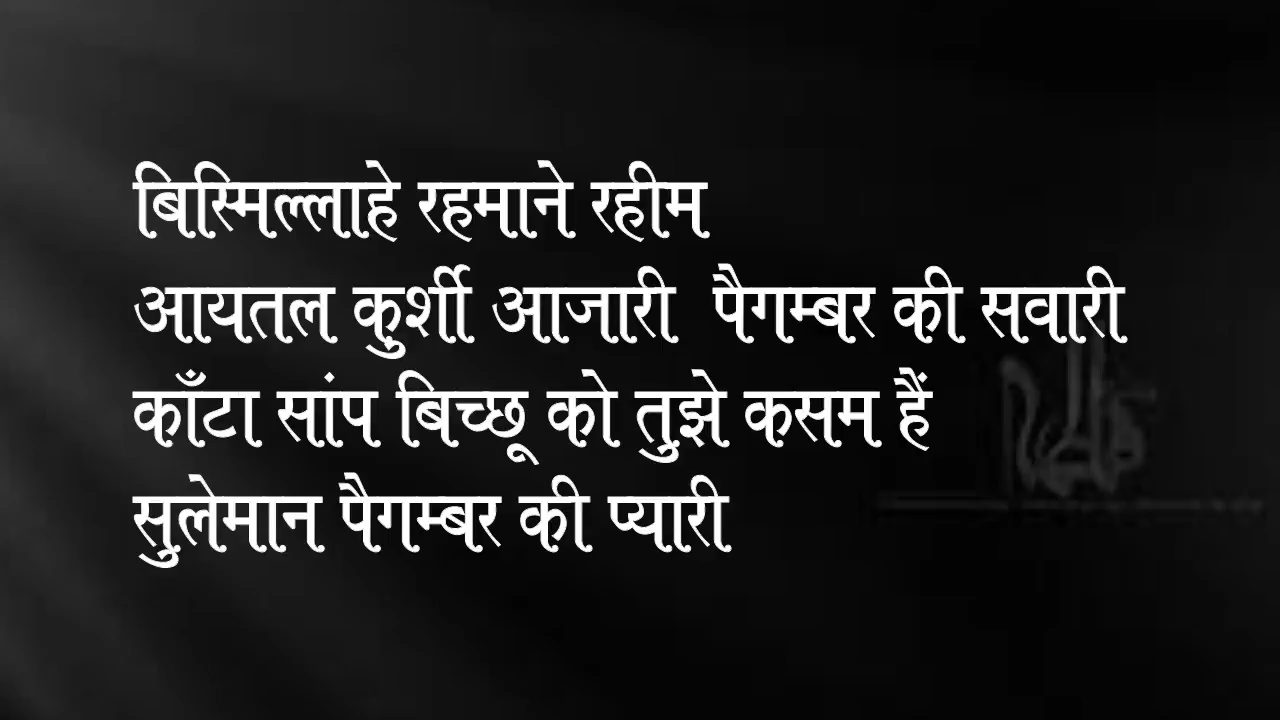 बिस्मिल्लाहे रहमाने रहीम
आयतल कुर्शी आजारी पैगम्बर की सवारी
काँटा सांप बिच्छू को तुझे कसम हैं
सुलेमान पैगम्बर की प्यारी